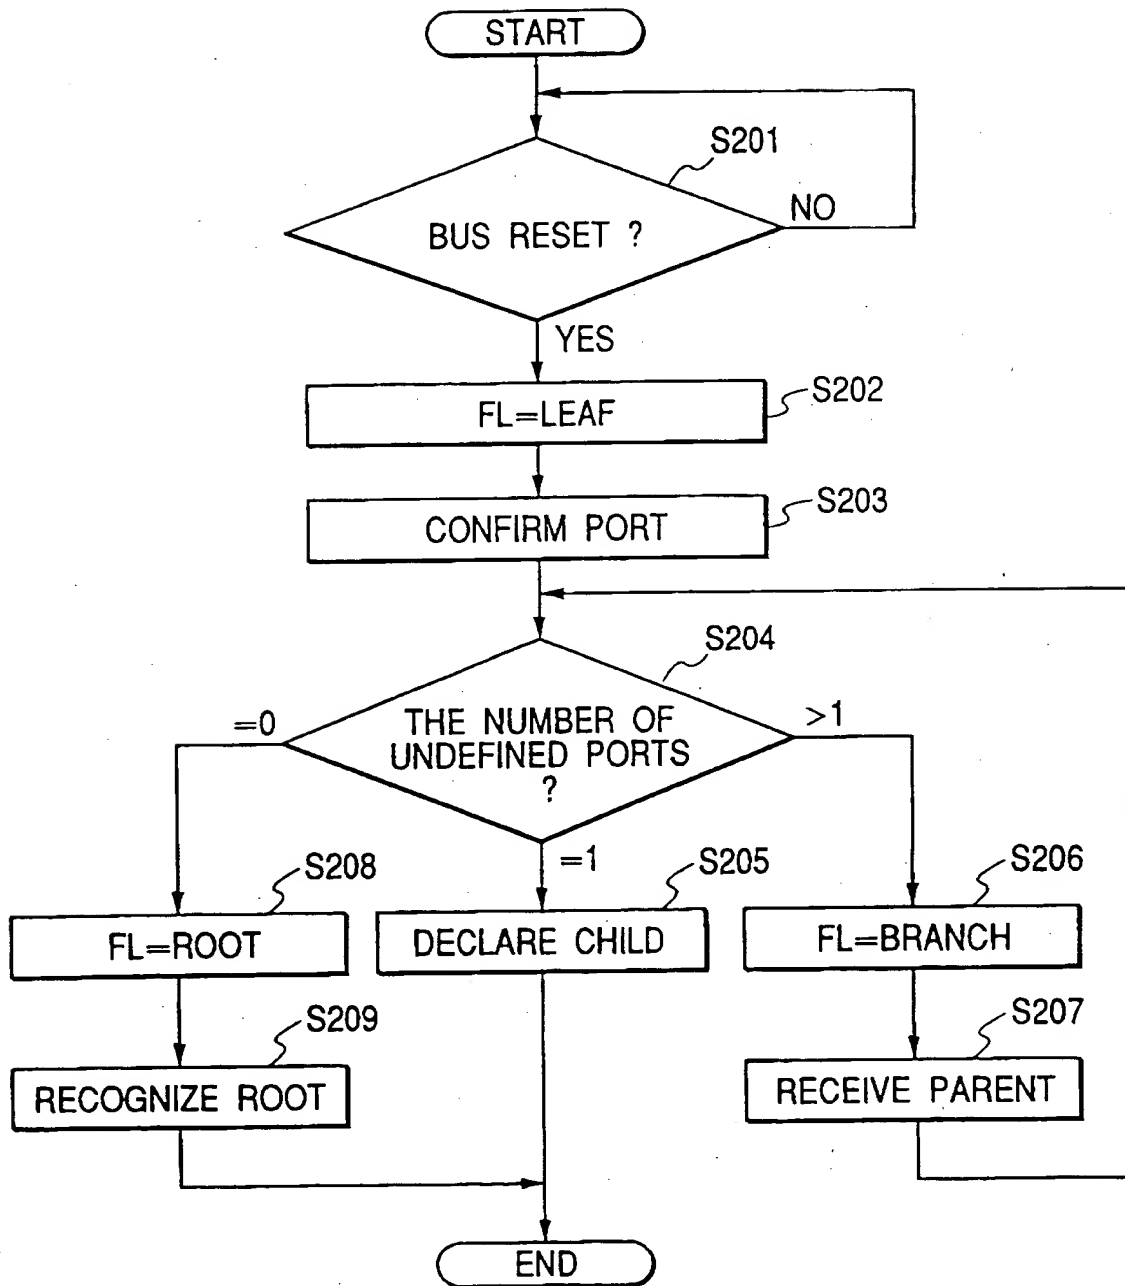 START
S201
BUS RESET ?
NO
YES
S202
FL=LEAF
S203
CONFIRM PORT
S204
=0
THE NUMBER OF
>1
UNDEFINED PORTS
?
=1
S208
S205
S206
FL=ROOT
DECLARE CHILD
FL=BRANCH
S209
S207
RECOGNIZE ROOT
RECEIVE PARENT
END